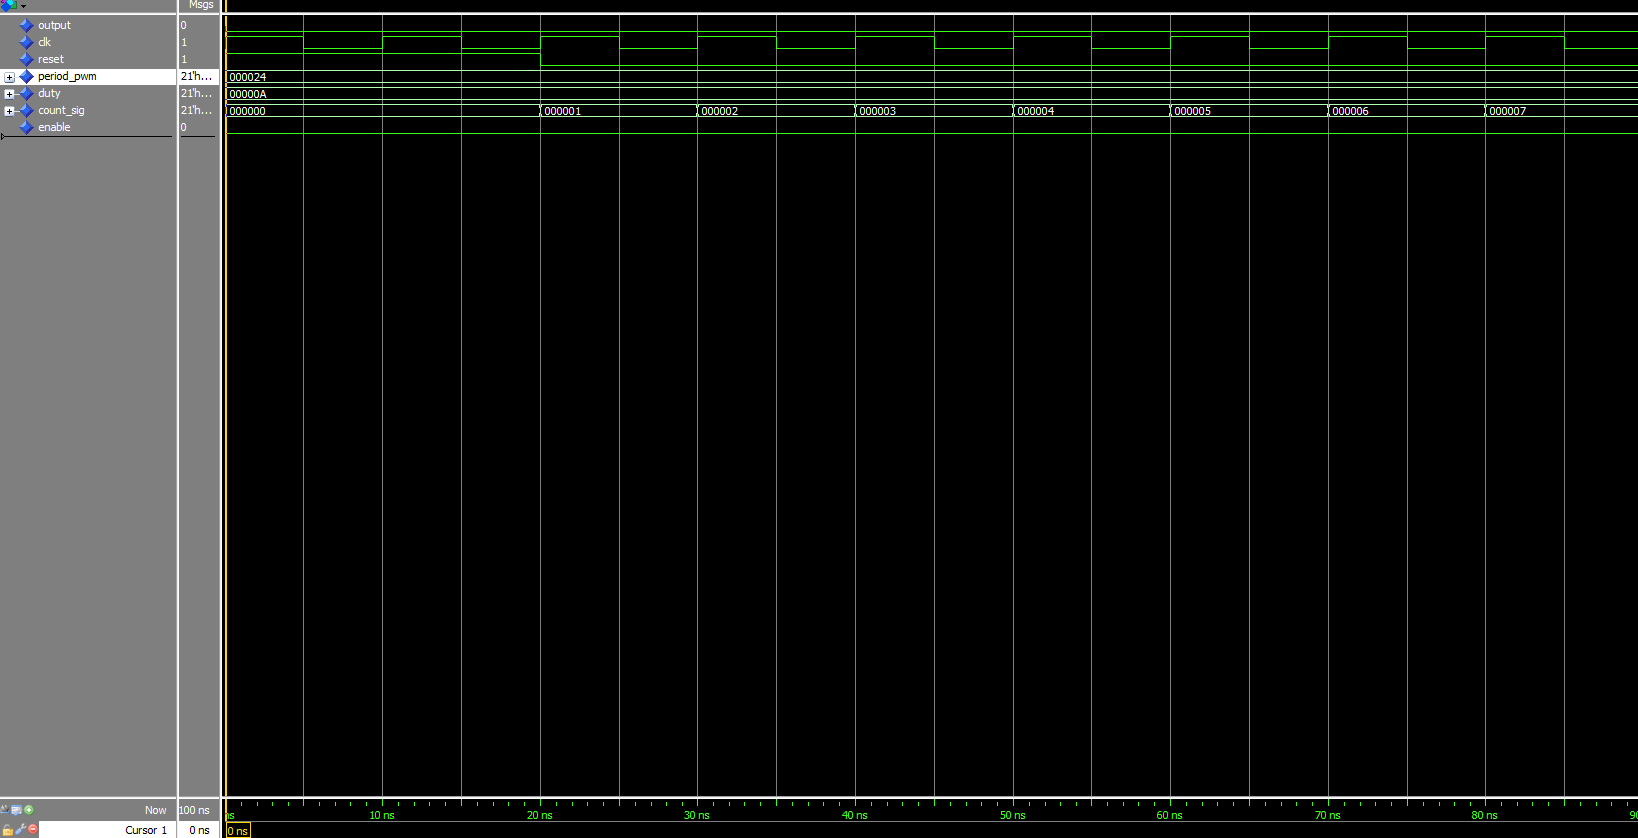 Msgs
output 0
clk 1
reset 1
period_pwm 21'h... 000024
duty 21'h... 00000A
count_sig 21'h... 000000 000001 000002 000003 000004 000005 000006 000007
enable 0
Now 100 ns ns 10 ns 20 ns 30 ns 40 ns 50 ns 60 ns 70 ns 80 ns 90
Cursor 1 0 ns 0 ns